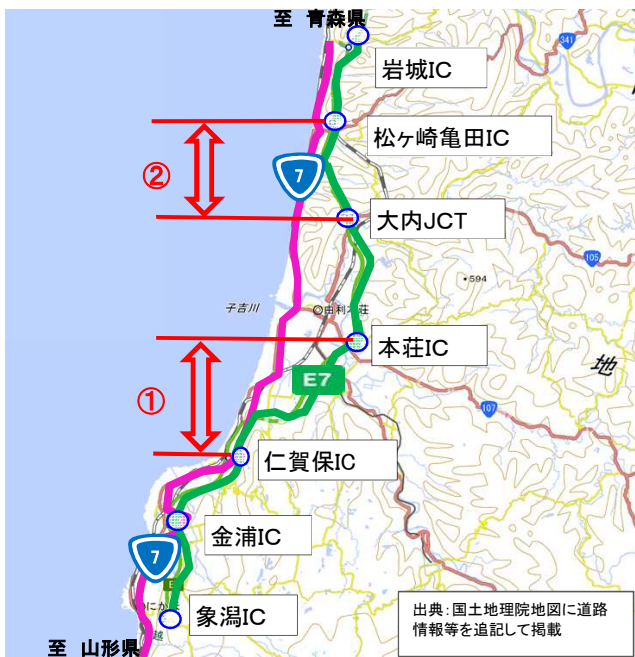 至 青森県
341
岩城IC
松ヶ崎亀田IC
②
7
大内JCT
105
・594
子吉川
◎由利本荘
本荘IC
地
①
E7
107
仁賀保IC
金浦IC
7
E
にかほ
象潟IC
越
至 山形県
出典：国土地理院地図に道路
情報等を追記して掲載